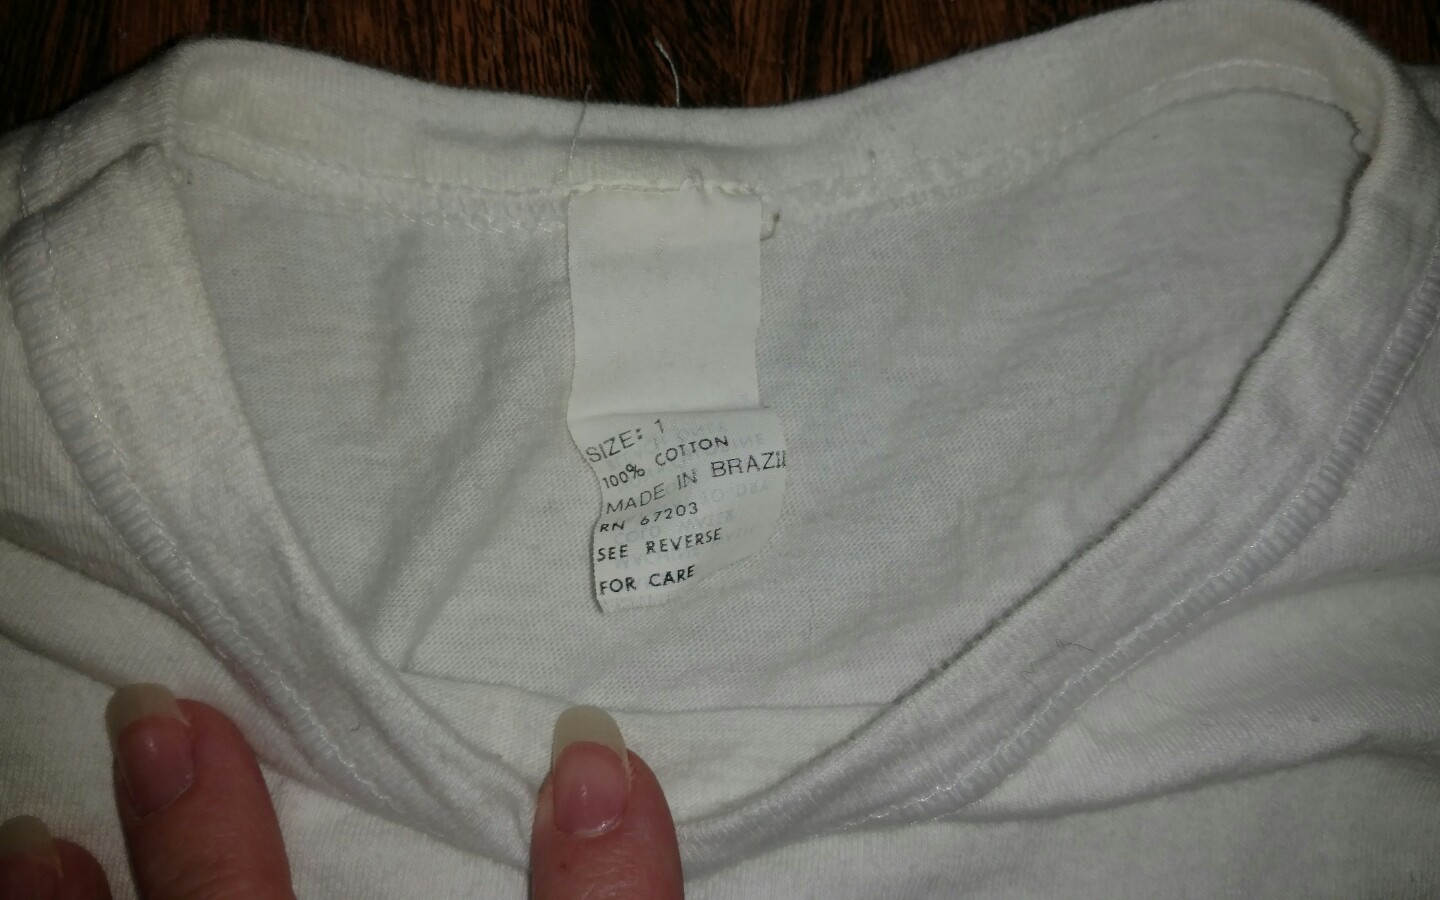 SIZE: 1
100% COTTON
MADE IN BRAZIL
RN 67203
SEE REVERSE
FOR CARE